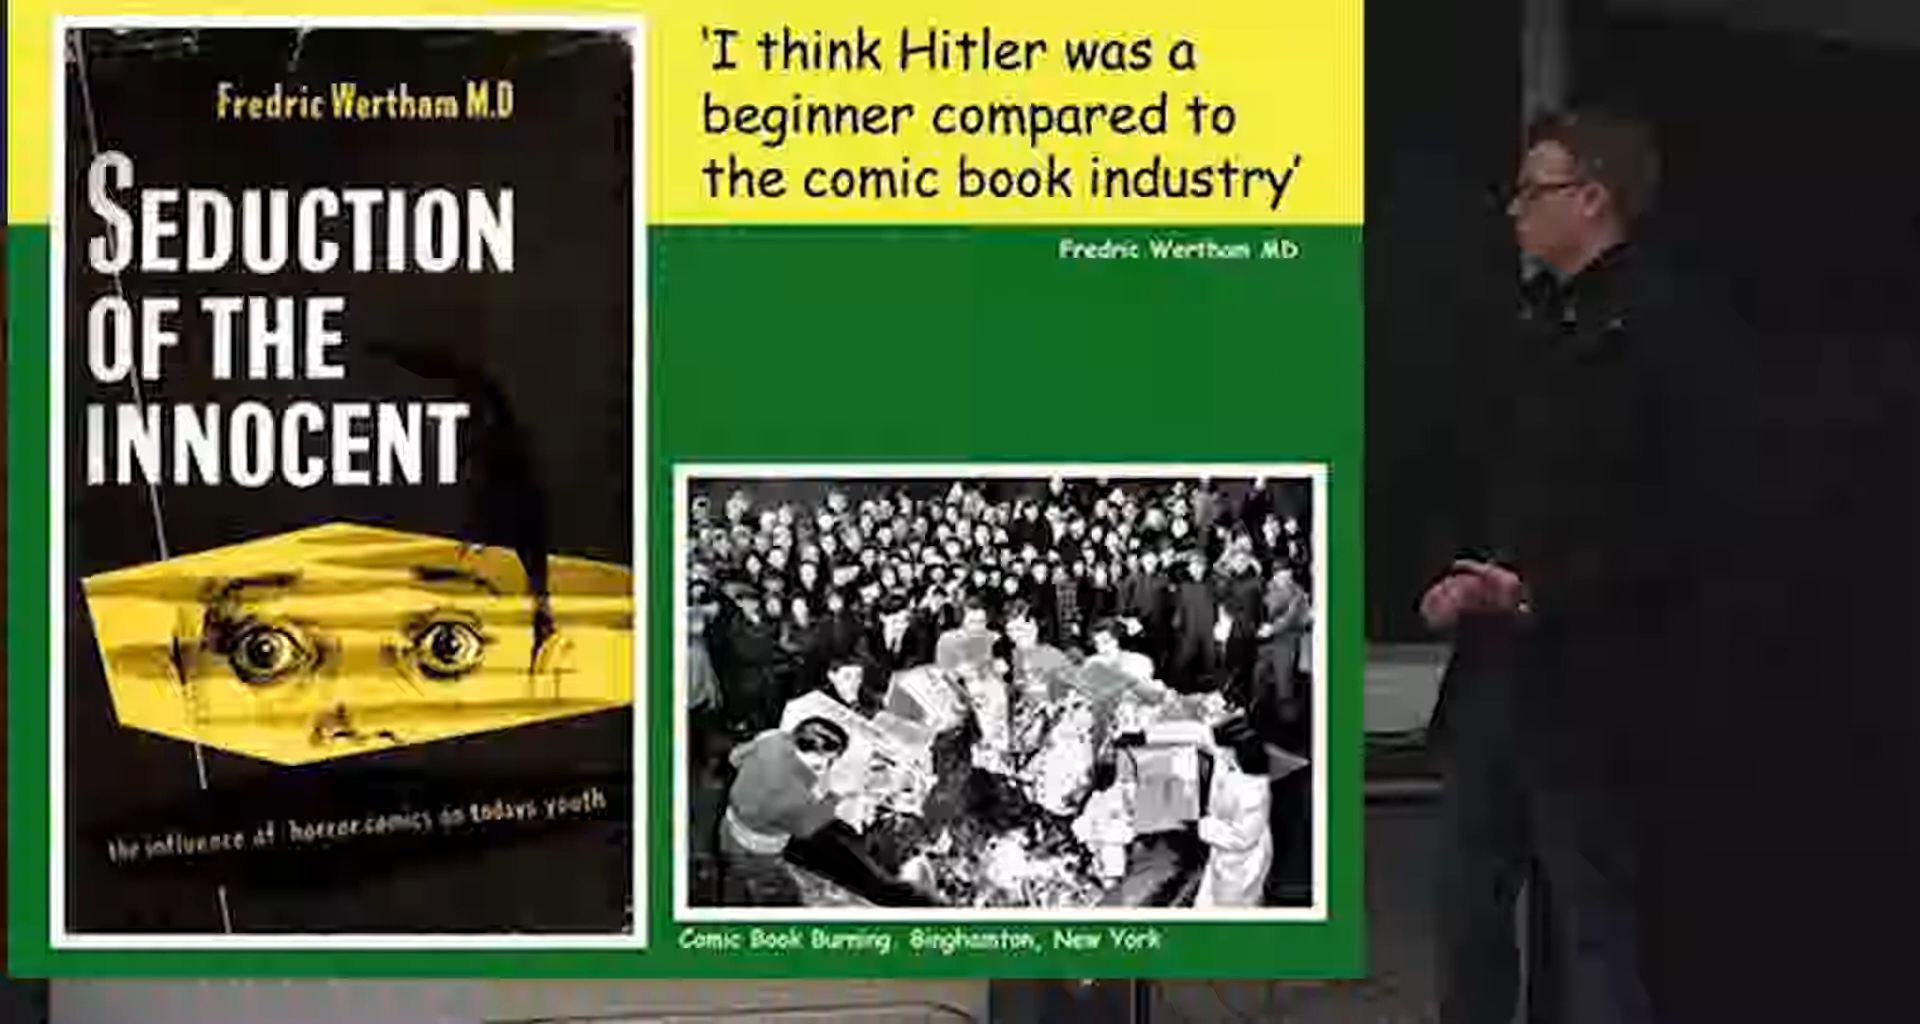 Fredric Wertham M.D
SEDUCTION
OF THE
INNOCENT
the influence of horror comics on todays youth
'I think Hitler was a
beginner compared to
the comic book industry'
Fredric Wertham MD
Comic Book Burning, Binghamton, New York